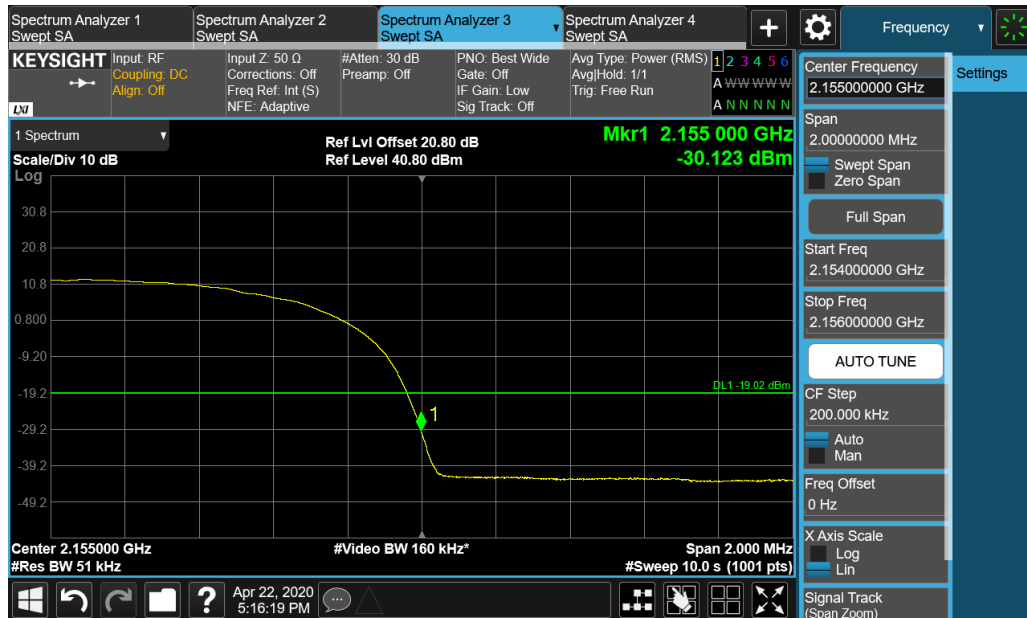 Spectrum Analyzer 1
Swept SA
Spectrum Analyzer 2
Swept SA
Spectrum Analyzer 3
Swept SA
Spectrum Analyzer 4
Swept SA
Frequency
KEYSIGHT
LXI
Input: RF
Coupling: DC
Align: Off
Input Z: 50 Ω
Corrections: Off
Freq Ref: Int (S)
NFE: Adaptive
#Atten: 30 dB
Preamp: Off
PNO: Best Wide
Gate: Off
IF Gain: Low
Sig Track: Off
Avg Type: Power (RMS)
Avg|Hold: 1/1
Trig: Free Run
1 2 3 4 5 6
A W W W W W
A N N N N N
1 Spectrum
Scale/Div 10 dB
Log
Ref Lvl Offset 20.80 dB
Ref Level 40.80 dBm
Mkr1 2.155 000 GHz
-30.123 dBm
30.8
20.8
10.8
0.800
-9.20
-19.2
-29.2
-39.2
-49.2
DL1 -19.02 dBm
1
Center 2.155000 GHz
#Res BW 51 kHz
#Video BW 160 kHz*
Span 2.000 MHz
#Sweep 10.0 s (1001 pts)
Center Frequency
2.155000000 GHz
Settings
Span
2.00000000 MHz
Swept Span
Zero Span
Full Span
Start Freq
2.154000000 GHz
Stop Freq
2.156000000 GHz
AUTO TUNE
CF Step
200.000 kHz
Auto
Man
Freq Offset
0 Hz
X Axis Scale
Log
Lin
Signal Track
(Span Zoom)
?
Apr 22, 2020
5:16:19 PM